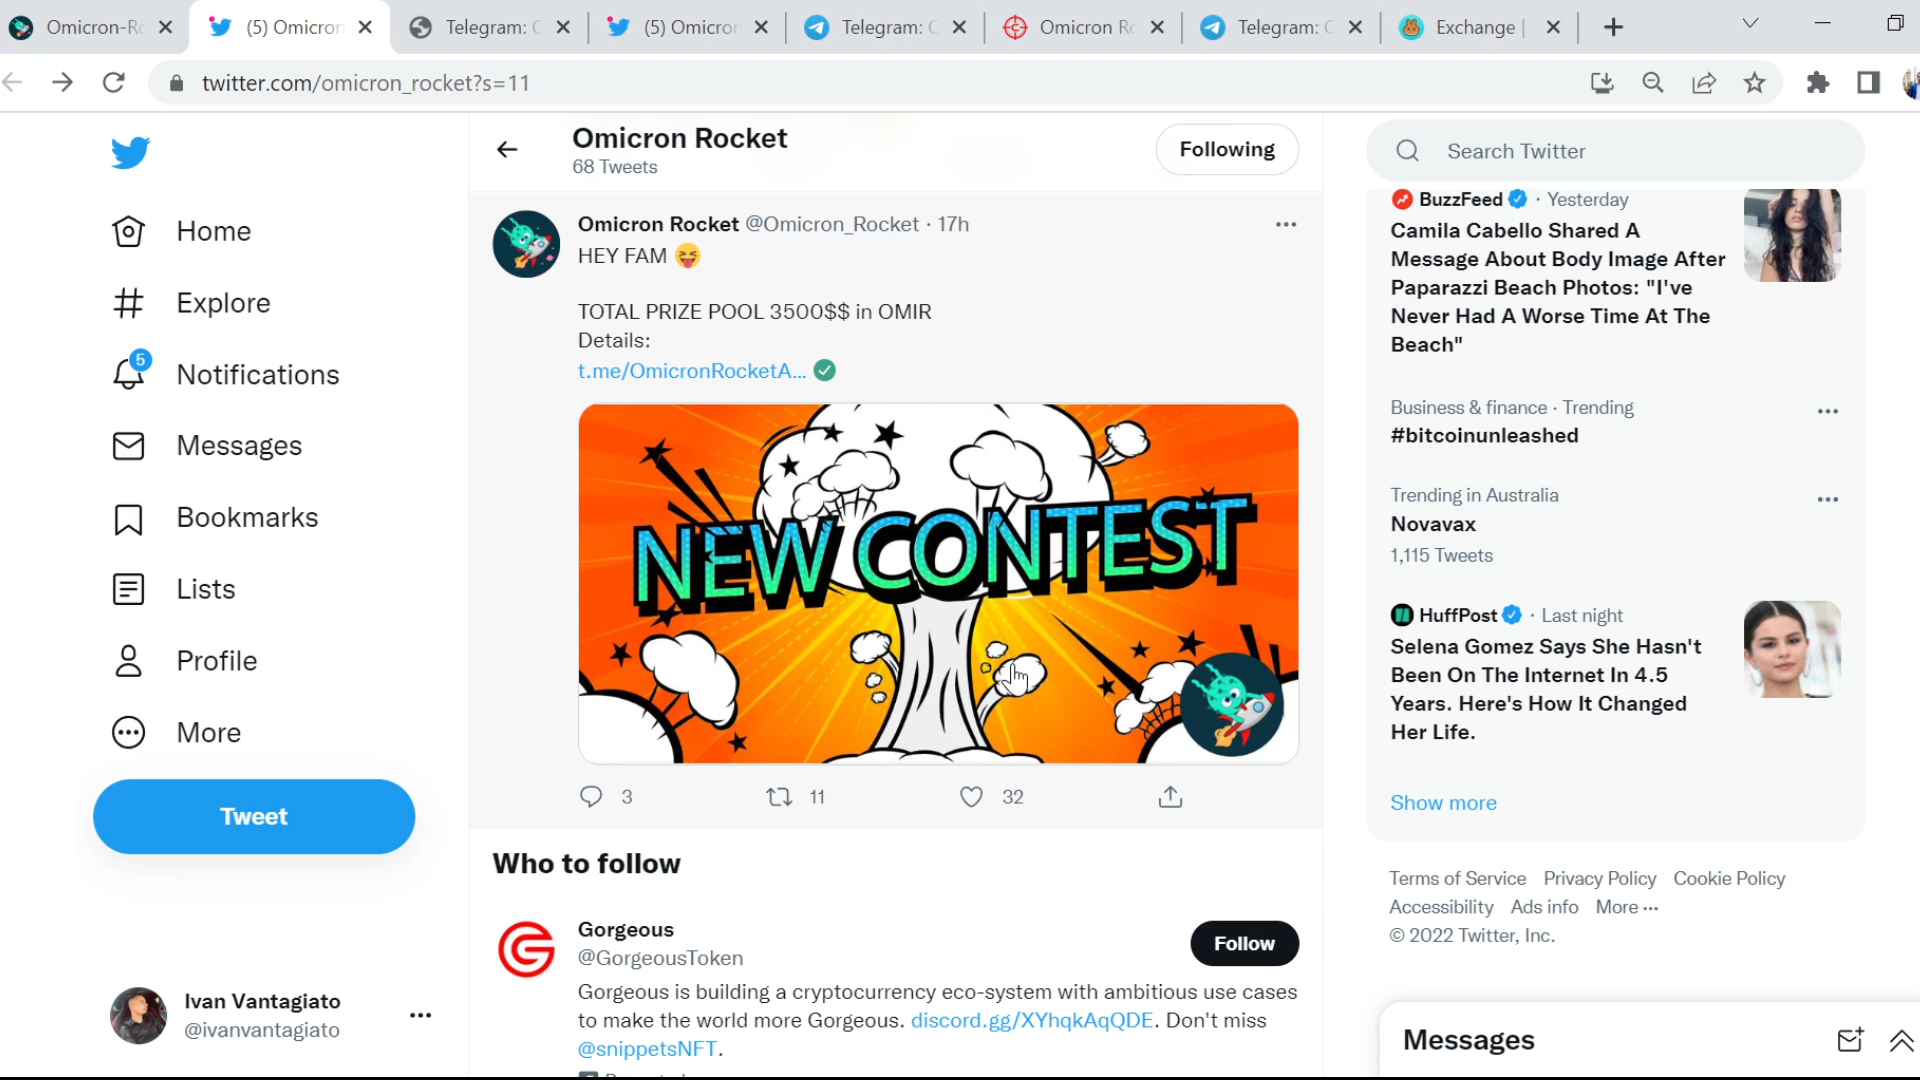 Omicron-Ro
(5) Omicron
Telegram: C
(5) Omicron
Telegram: C
Omicron Ro
Telegram: C
Exchange |
twitter.com/omicron_rocket?s=11
Home
Explore
5
Notifications
Messages
Bookmarks
Lists
Profile
More
Tweet
Ivan Vantagiato
@ivanvantagiato
Omicron Rocket
68 Tweets
Following
Omicron Rocket @Omicron_Rocket · 17h
HEY FAM 😝
TOTAL PRIZE POOL 3500$$ in OMIR
Details:
t.me/OmicronRocketA...
NEW CONTEST
3 11 32
Who to follow
Gorgeous
@GorgeousToken
Follow
Gorgeous is building a cryptocurrency eco-system with ambitious use cases
to make the world more Gorgeous. discord.gg/XYhqkAqQDE. Don't miss
@snippetsNFT.
Search Twitter
BuzzFeed · Yesterday
Camila Cabello Shared A
Message About Body Image After
Paparazzi Beach Photos: "I've
Never Had A Worse Time At The
Beach"
Business & finance · Trending
#bitcoinunleashed
Trending in Australia
Novavax
1,115 Tweets
HuffPost · Last night
Selena Gomez Says She Hasn't
Been On The Internet In 4.5
Years. Here's How It Changed
Her Life.
Show more
Terms of Service Privacy Policy Cookie Policy
Accessibility Ads info More ···
© 2022 Twitter, Inc.
Messages